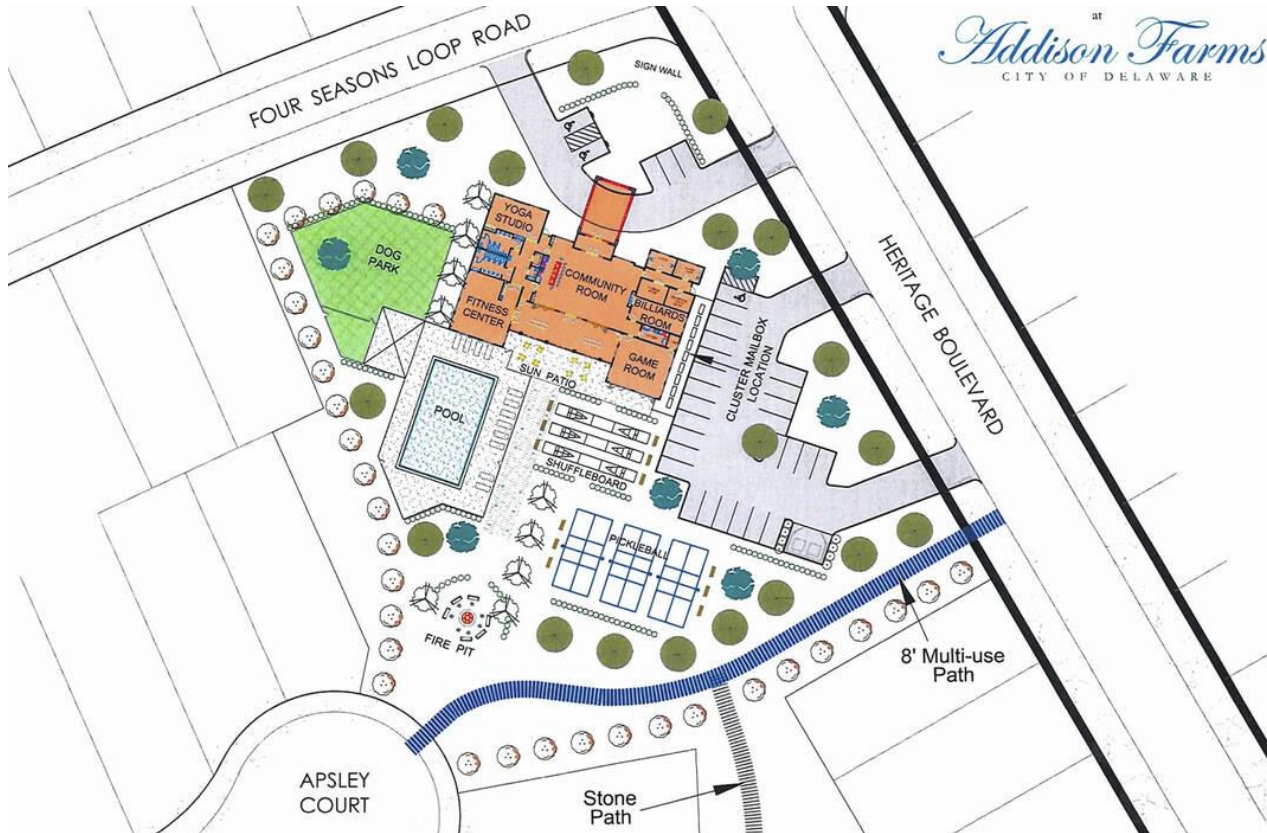 at
Addison Farms
CITY OF DELAWARE
FOUR SEASONS LOOP ROAD
SIGN WALL
YOGA
STUDIO
DOG
PARK
COMMUNITY
ROOM
BILLIARDS
ROOM
FITNESS
CENTER
GAME
ROOM
SUN PATIO
POOL
CLUSTER MAILBOX
LOCATION
HERITAGE BOULEVARD
SHUFFLEBOARD
PICKLEBALL
FIRE PIT
8' Multi-use
Path
APSLEY
COURT
Stone
Path